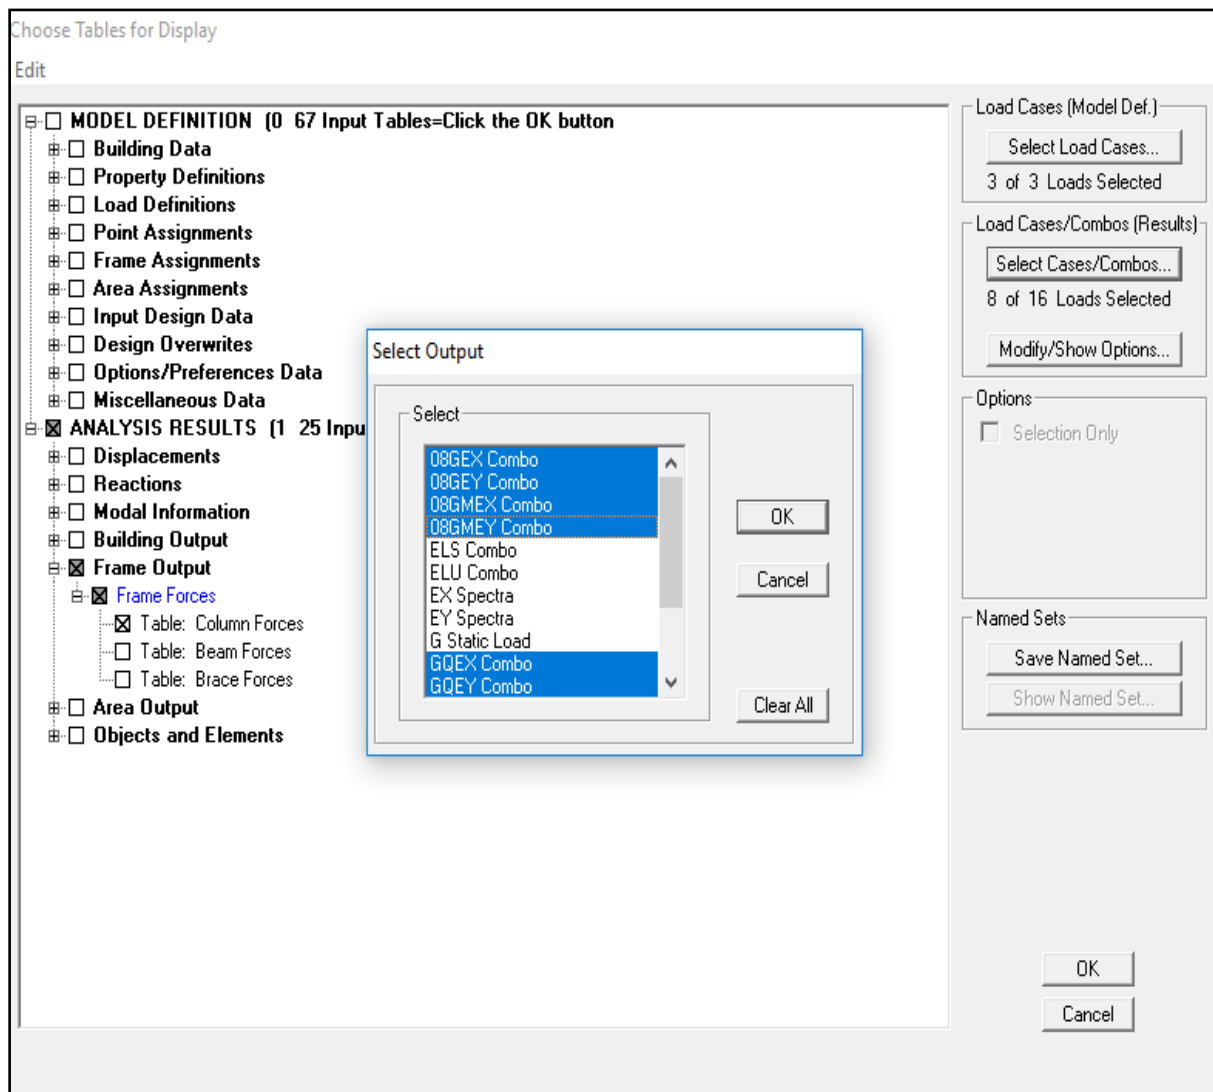 Choose Tables for Display
Edit
MODEL DEFINITION (0 67 Input Tables=Click the OK button
Building Data
Property Definitions
Load Definitions
Point Assignments
Frame Assignments
Area Assignments
Input Design Data
Design Overwrites
Options/Preferences Data
Miscellaneous Data
ANALYSIS RESULTS (1 25 Inpu
Displacements
Reactions
Modal Information
Building Output
Frame Output
Frame Forces
Table: Column Forces
Table: Beam Forces
Table: Brace Forces
Area Output
Objects and Elements
Select Output
Select
08GEX Combo
08GEY Combo
08GMEX Combo
08GMEY Combo
ELS Combo
ELU Combo
EX Spectra
EY Spectra
G Static Load
GQEX Combo
GQEY Combo
OK
Cancel
Clear All
Load Cases (Model Def.)
Select Load Cases...
3 of 3 Loads Selected
Load Cases/Combos (Results)
Select Cases/Combos...
8 of 16 Loads Selected
Modify/Show Options...
Options
Selection Only
Named Sets
Save Named Set...
Show Named Set...
OK
Cancel